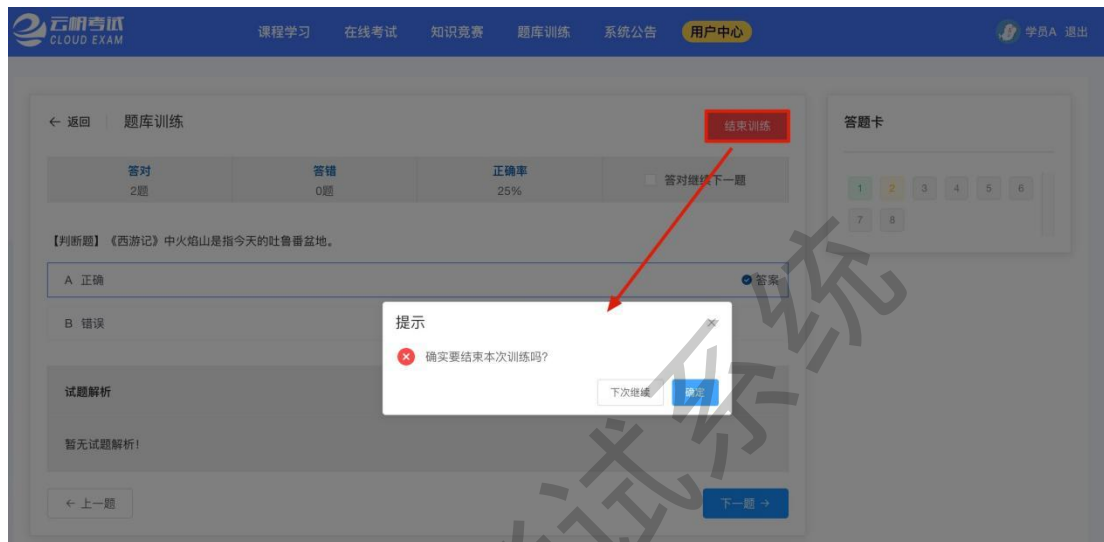 云帆考试
CLOUD EXAM
课程学习 在线考试 知识竞赛 题库训练 系统公告 用户中心 学员A 退出
← 返回 题库训练 结束训练
答题卡
答对 答错 正确率
2题 0题 25% 答对继续下一题
1 2 3 4 5 6
7 8
【判断题】《西游记》中火焰山是指今天的吐鲁番盆地。
A 正确 答案
B 错误
提示 ×
确实要结束本次训练吗?
下次继续 确定
试题解析
暂无试题解析!
← 上一题 下一题 →
试系统